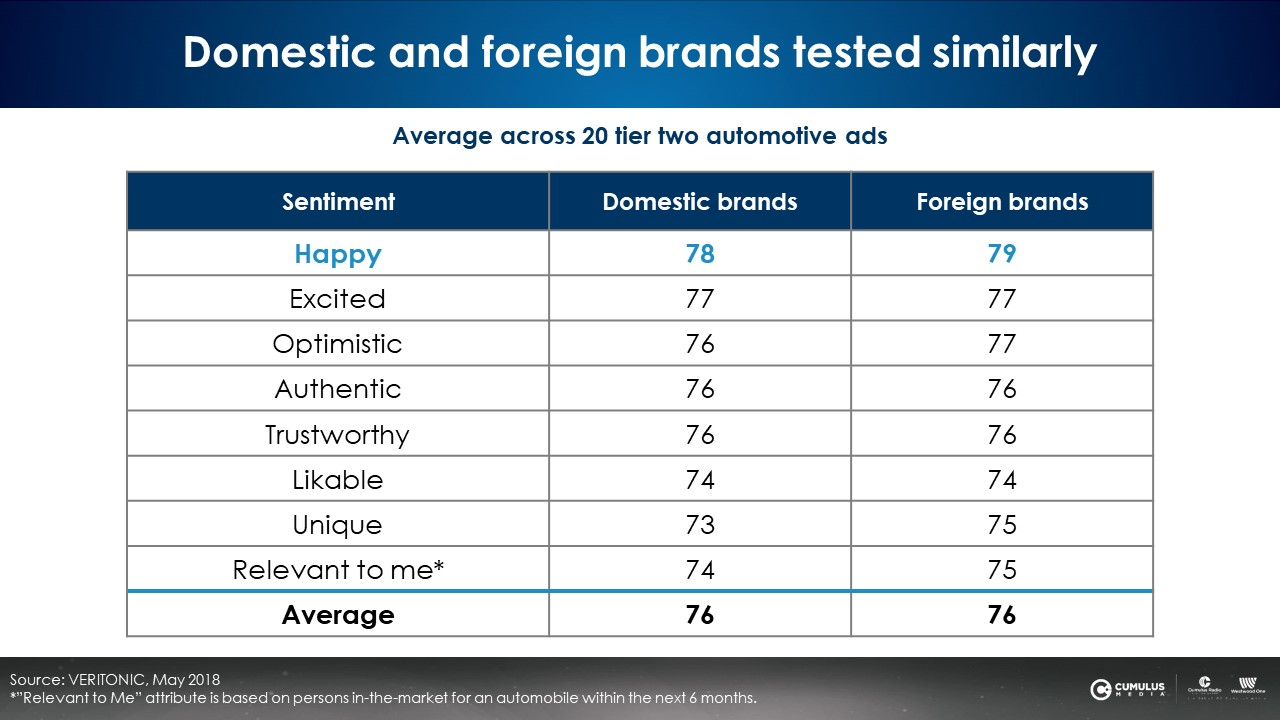 Domestic and foreign brands tested similarly
Average across 20 tier two automotive ads
Sentiment Domestic brands Foreign brands
Happy 78 79
Excited 77 77
Optimistic 76 77
Authentic 76 76
Trustworthy 76 76
Likable 74 74
Unique 73 75
Relevant to me* 74 75
Average 76 76
Source: VERITONIC, May 2018
*"Relevant to Me" attribute is based on persons in-the-market for an automobile within the next 6 months.
CUMULUS
MEDIA
Cumulus Radio
Westwood One